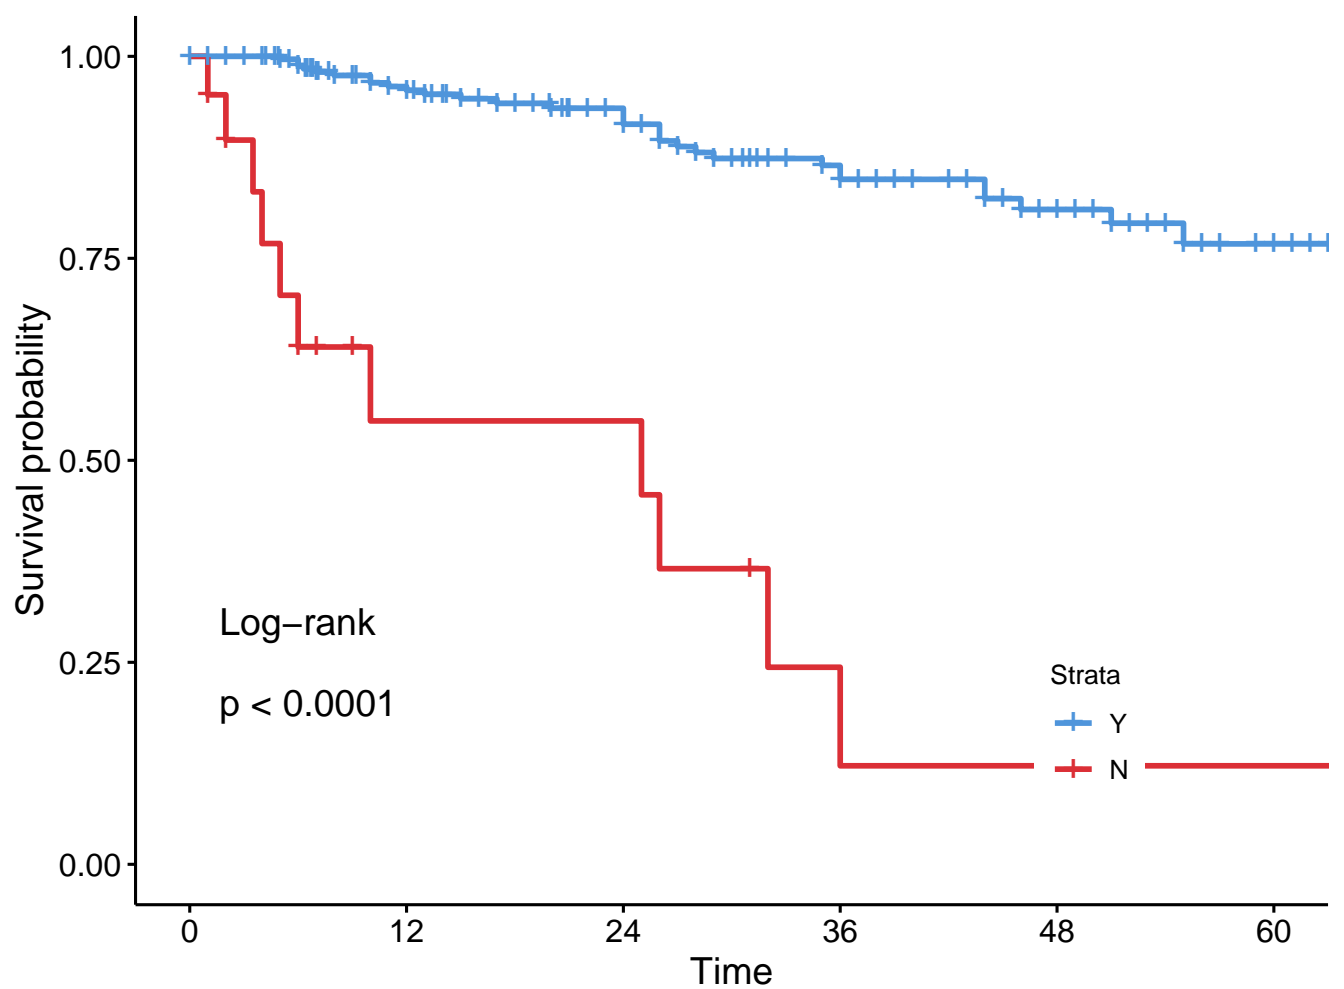 1.00
0.75
0.50
0.25
0.00
Survival probability
Log−rank
p < 0.0001
Strata
Y
N
0 12 24 36 48 60
Time